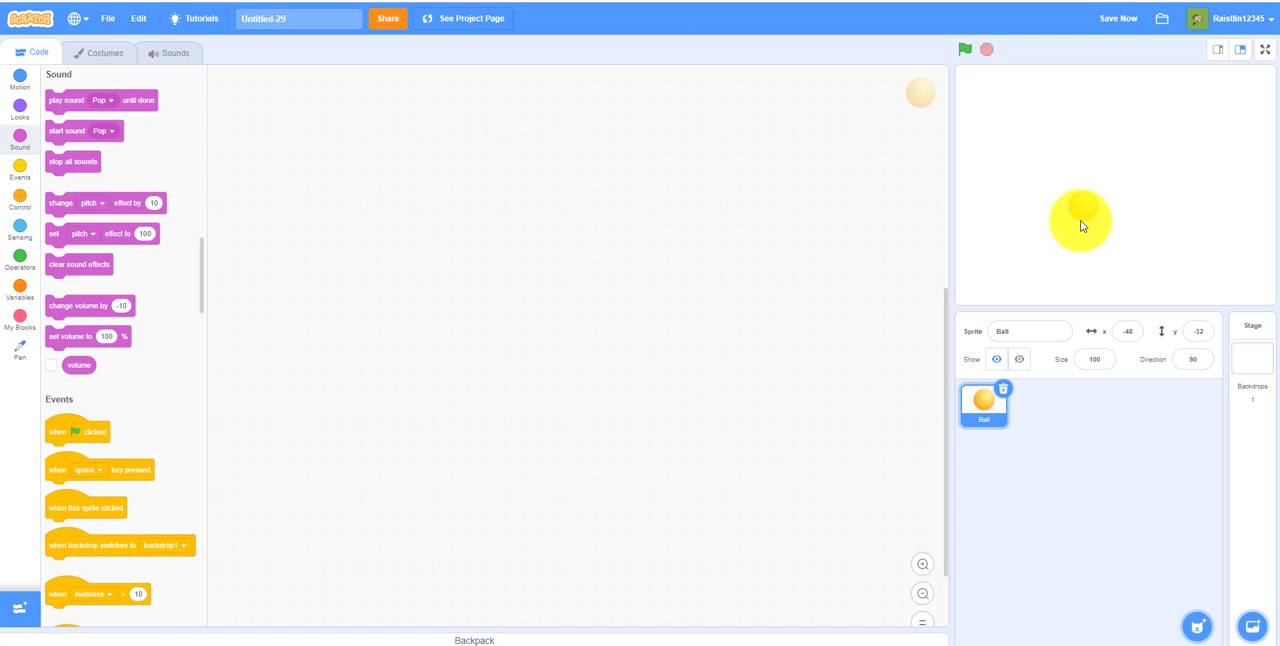 SCRATCH File Edit Tutorials Untitled-29 Share See Project Page Save Now Raistlin12345
Code Costumes Sounds
Motion
Looks
Sound
Events
Control
Sensing
Operators
Variables
My Blocks
Pen
Sound
play sound Pop until done
start sound Pop
stop all sounds
change pitch effect by 10
set pitch effect to 100
clear sound effects
change volume by -10
set volume to 100 %
volume
Events
when clicked
when space key pressed
when this sprite clicked
when backdrop switches to backdrop1
when loudness > 10
Backpack
Sprite Ball x -48 y -32
Show Size 100 Direction 90
Ball
Stage
Backdrops
1